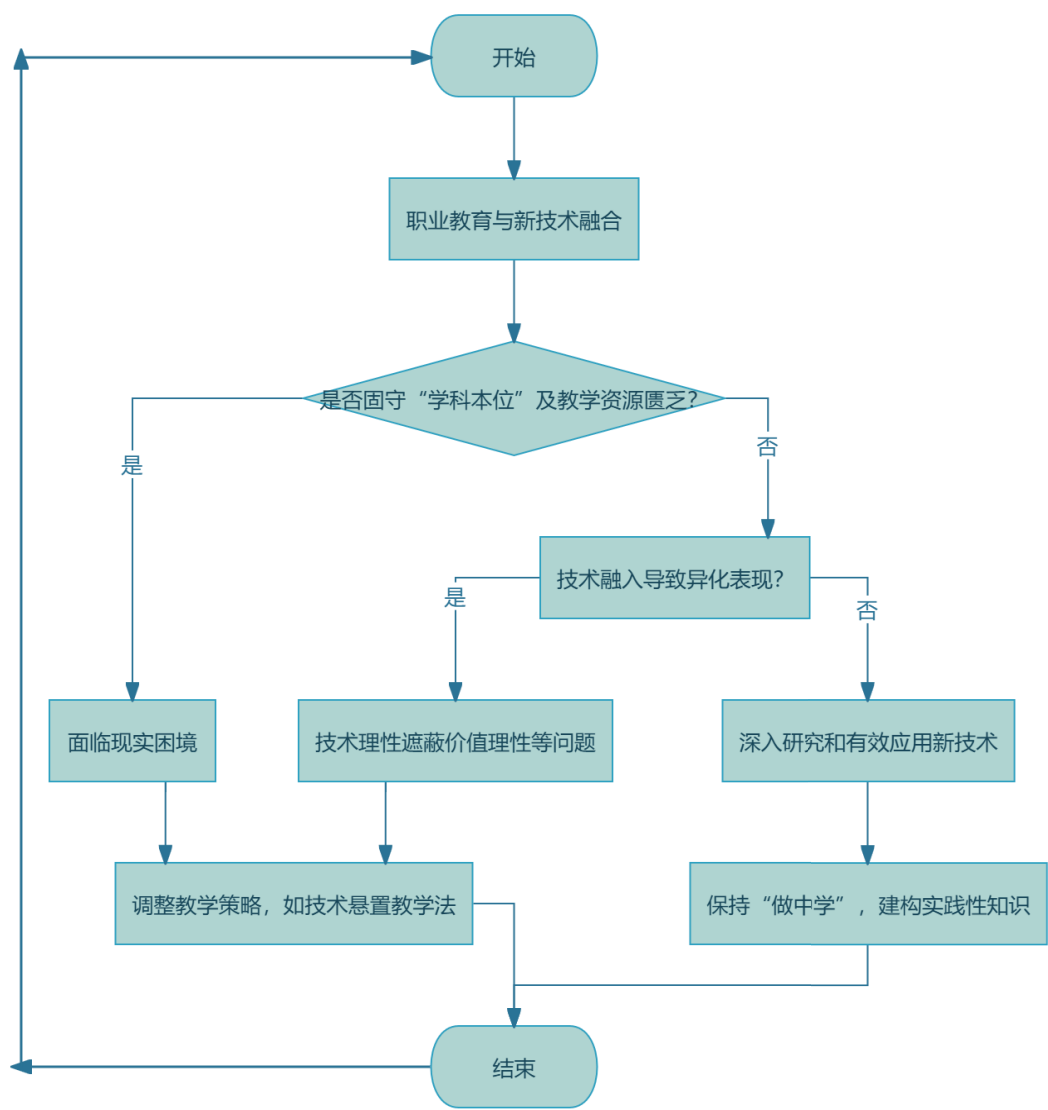 开始
职业教育与新技术融合
是否固守“学科本位”及教学资源匮乏？
是
否
技术融入导致异化表现？
是
否
面临现实困境
技术理性遮蔽价值理性等问题
深入研究和有效应用新技术
调整教学策略，如技术悬置教学法
保持“做中学”，建构实践性知识
结束